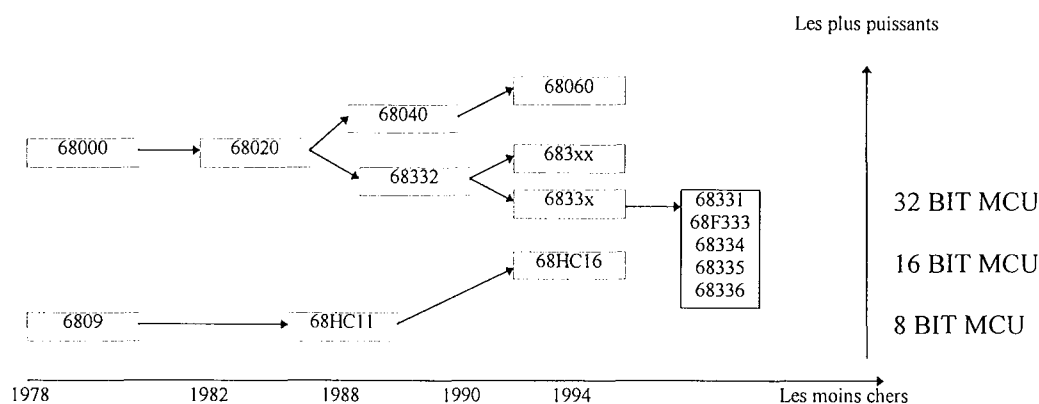 Les plus puissants
68060
68040
68000
68020
683xx
68332
6833x
68331
68F333
68334
68335
68336
32 BIT MCU
68HC16
16 BIT MCU
6809
68HC11
8 BIT MCU
1978 1982 1988 1990 1994 Les moins chers